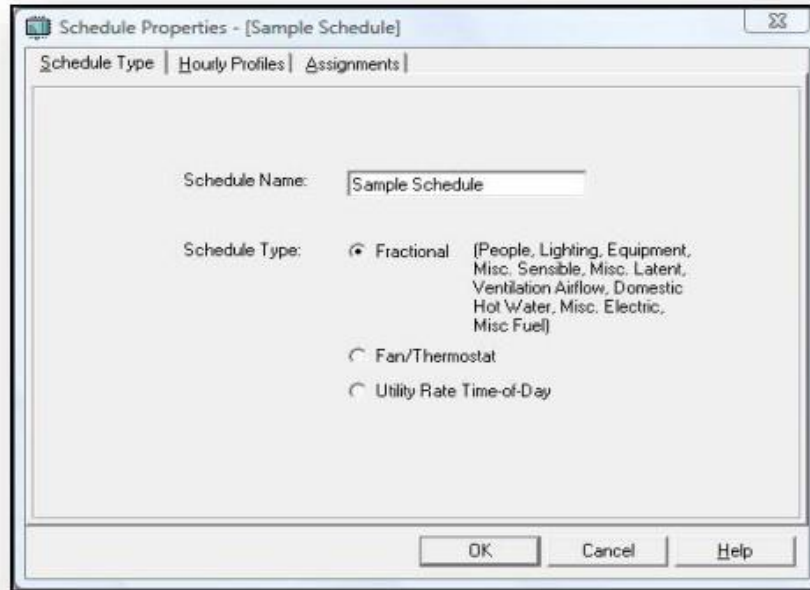 Schedule Properties - [Sample Schedule]
Schedule Type Hourly Profiles Assignments
Schedule Name: Sample Schedule
Schedule Type: Fractional (People, Lighting, Equipment,
Misc. Sensible, Misc. Latent,
Ventilation Airflow, Domestic
Hot Water, Misc. Electric,
Misc Fuel)
Fan/Thermostat
Utility Rate Time-of-Day
OK Cancel Help